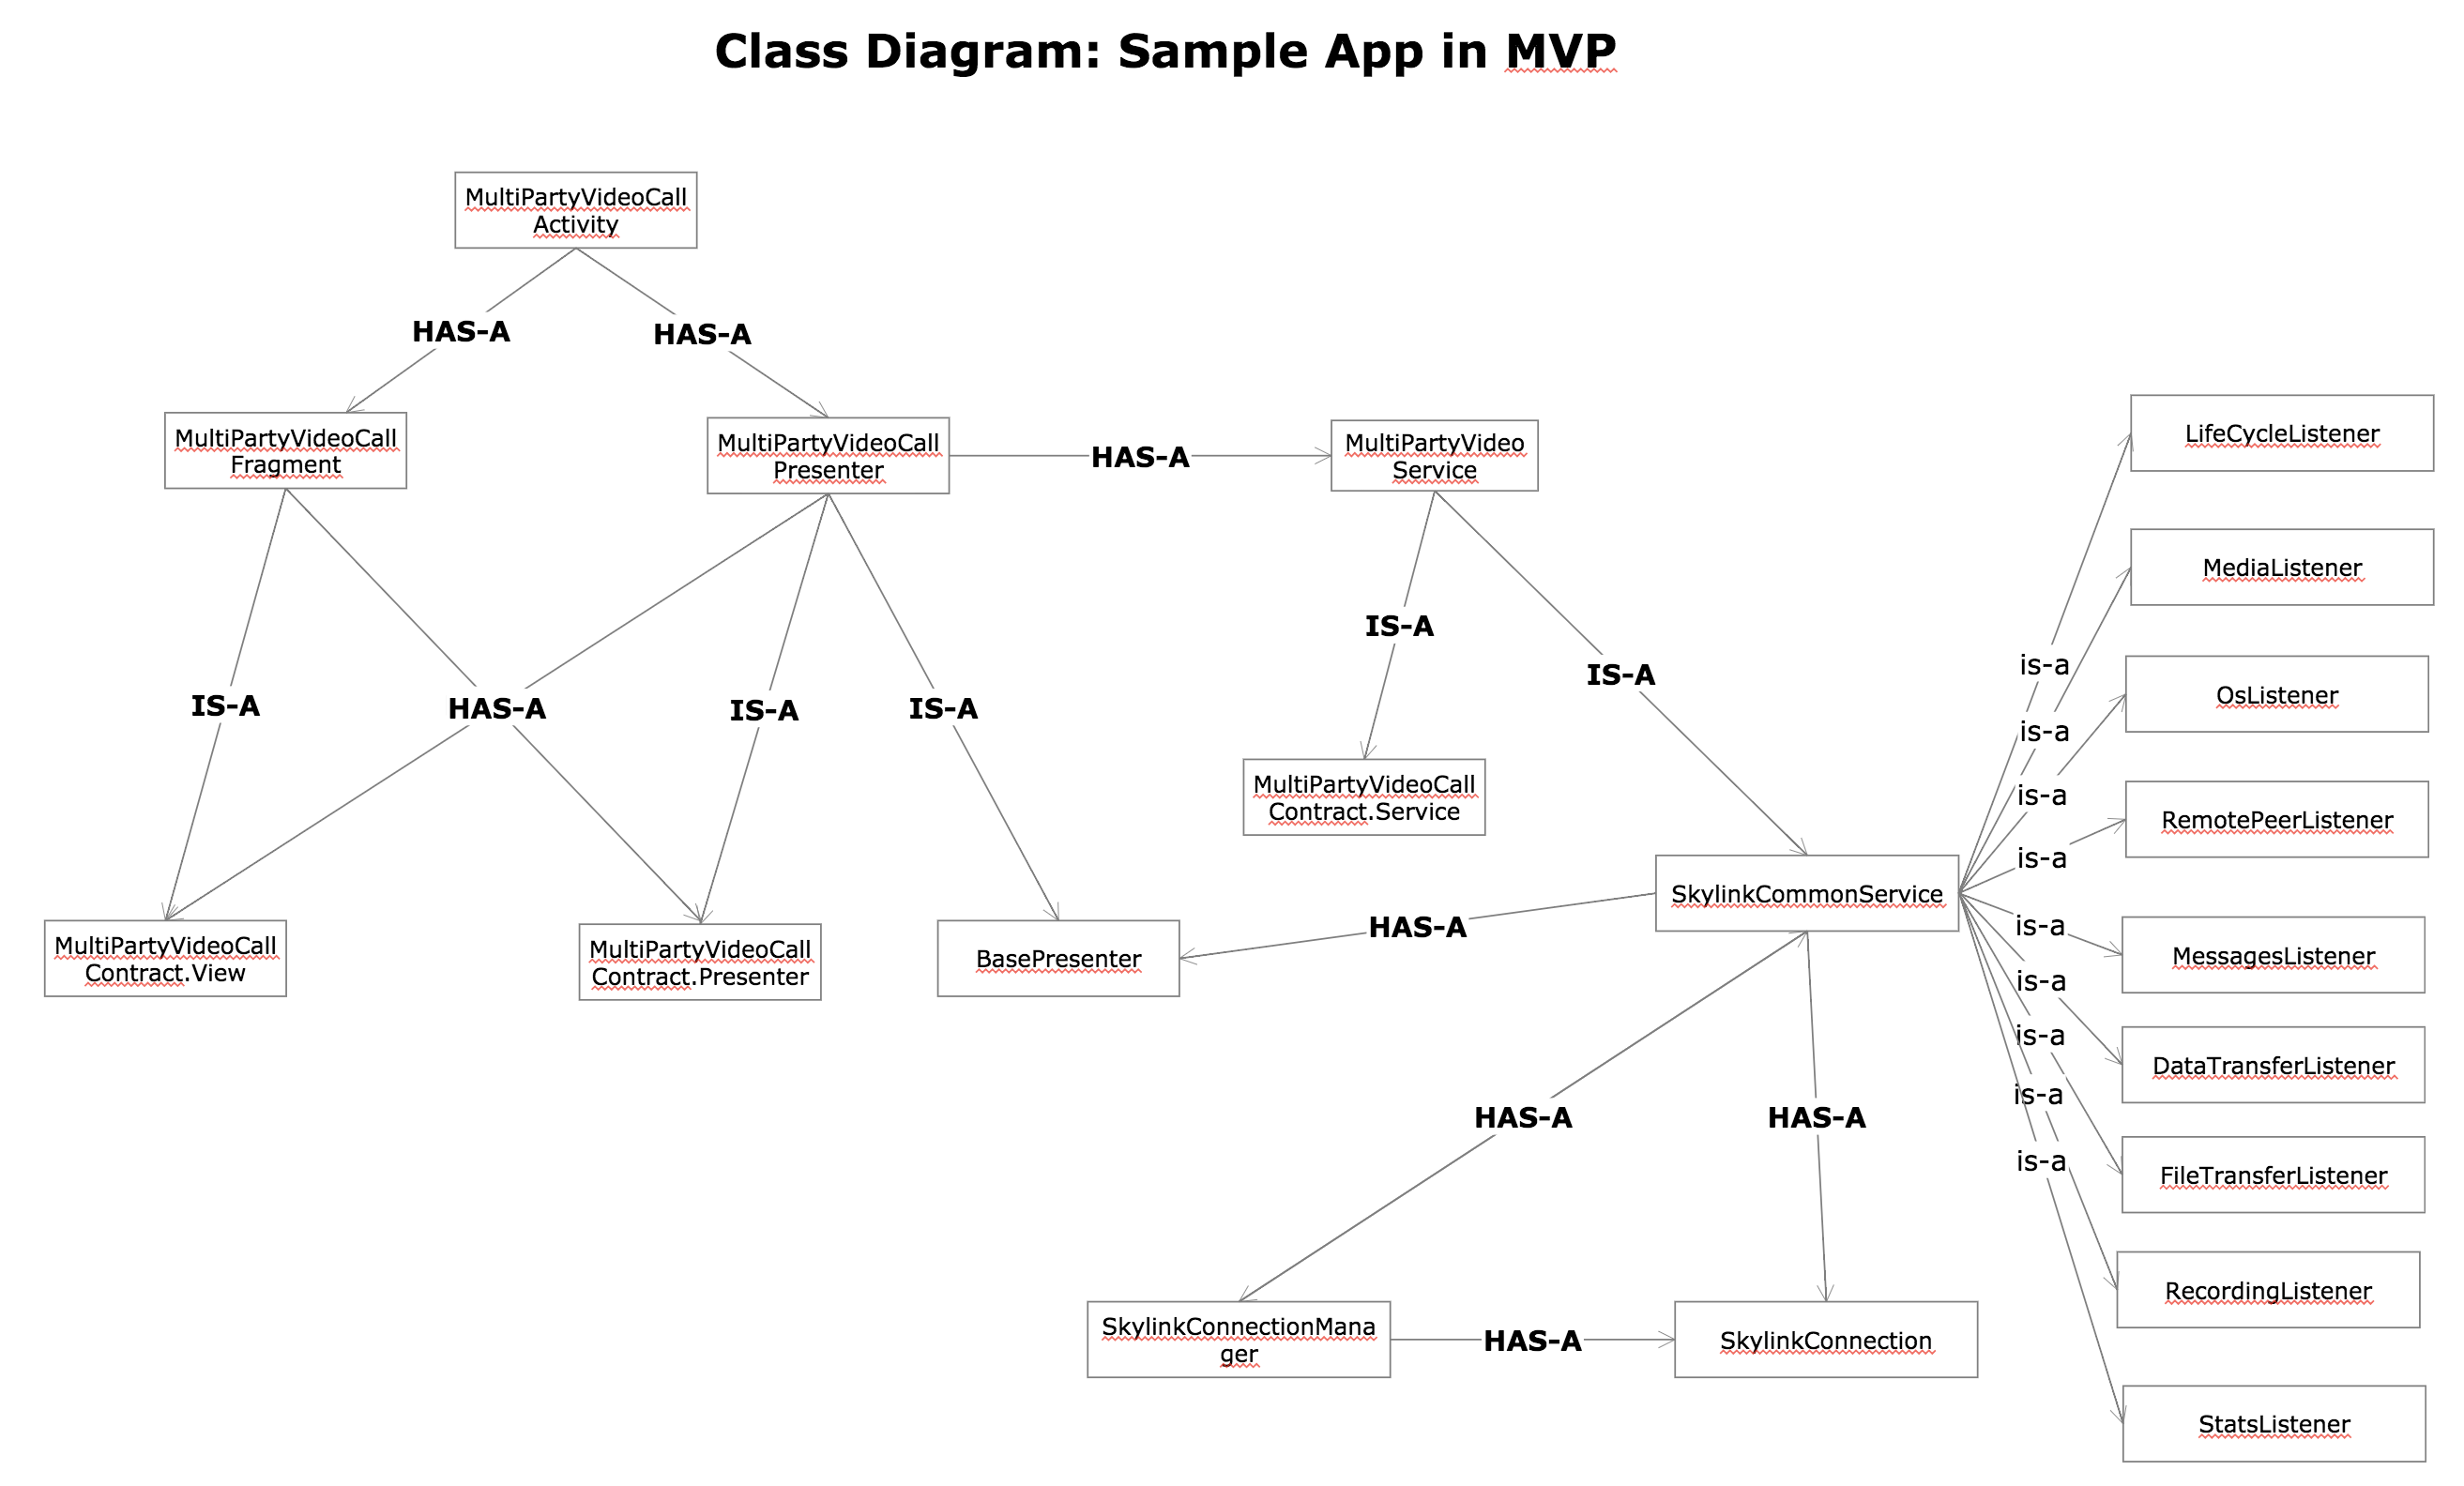 Class Diagram: Sample App in MVP
MultiPartyVideoCall
Activity
HAS-A
HAS-A
MultiPartyVideoCall
Fragment
MultiPartyVideoCall
Presenter
HAS-A
MultiPartyVideo
Service
IS-A
HAS-A
IS-A
IS-A
IS-A
IS-A
MultiPartyVideoCall
Contract.View
MultiPartyVideoCall
Contract.Presenter
BasePresenter
MultiPartyVideoCall
Contract.Service
HAS-A
SkylinkCommonService
HAS-A
HAS-A
SkylinkConnectionMana
ger
HAS-A
SkylinkConnection
is-a
is-a
is-a
is-a
is-a
is-a
is-a
is-a
is-a
LifeCycleListener
MediaListener
OsListener
RemotePeerListener
MessagesListener
DataTransferListener
FileTransferListener
RecordingListener
StatsListener